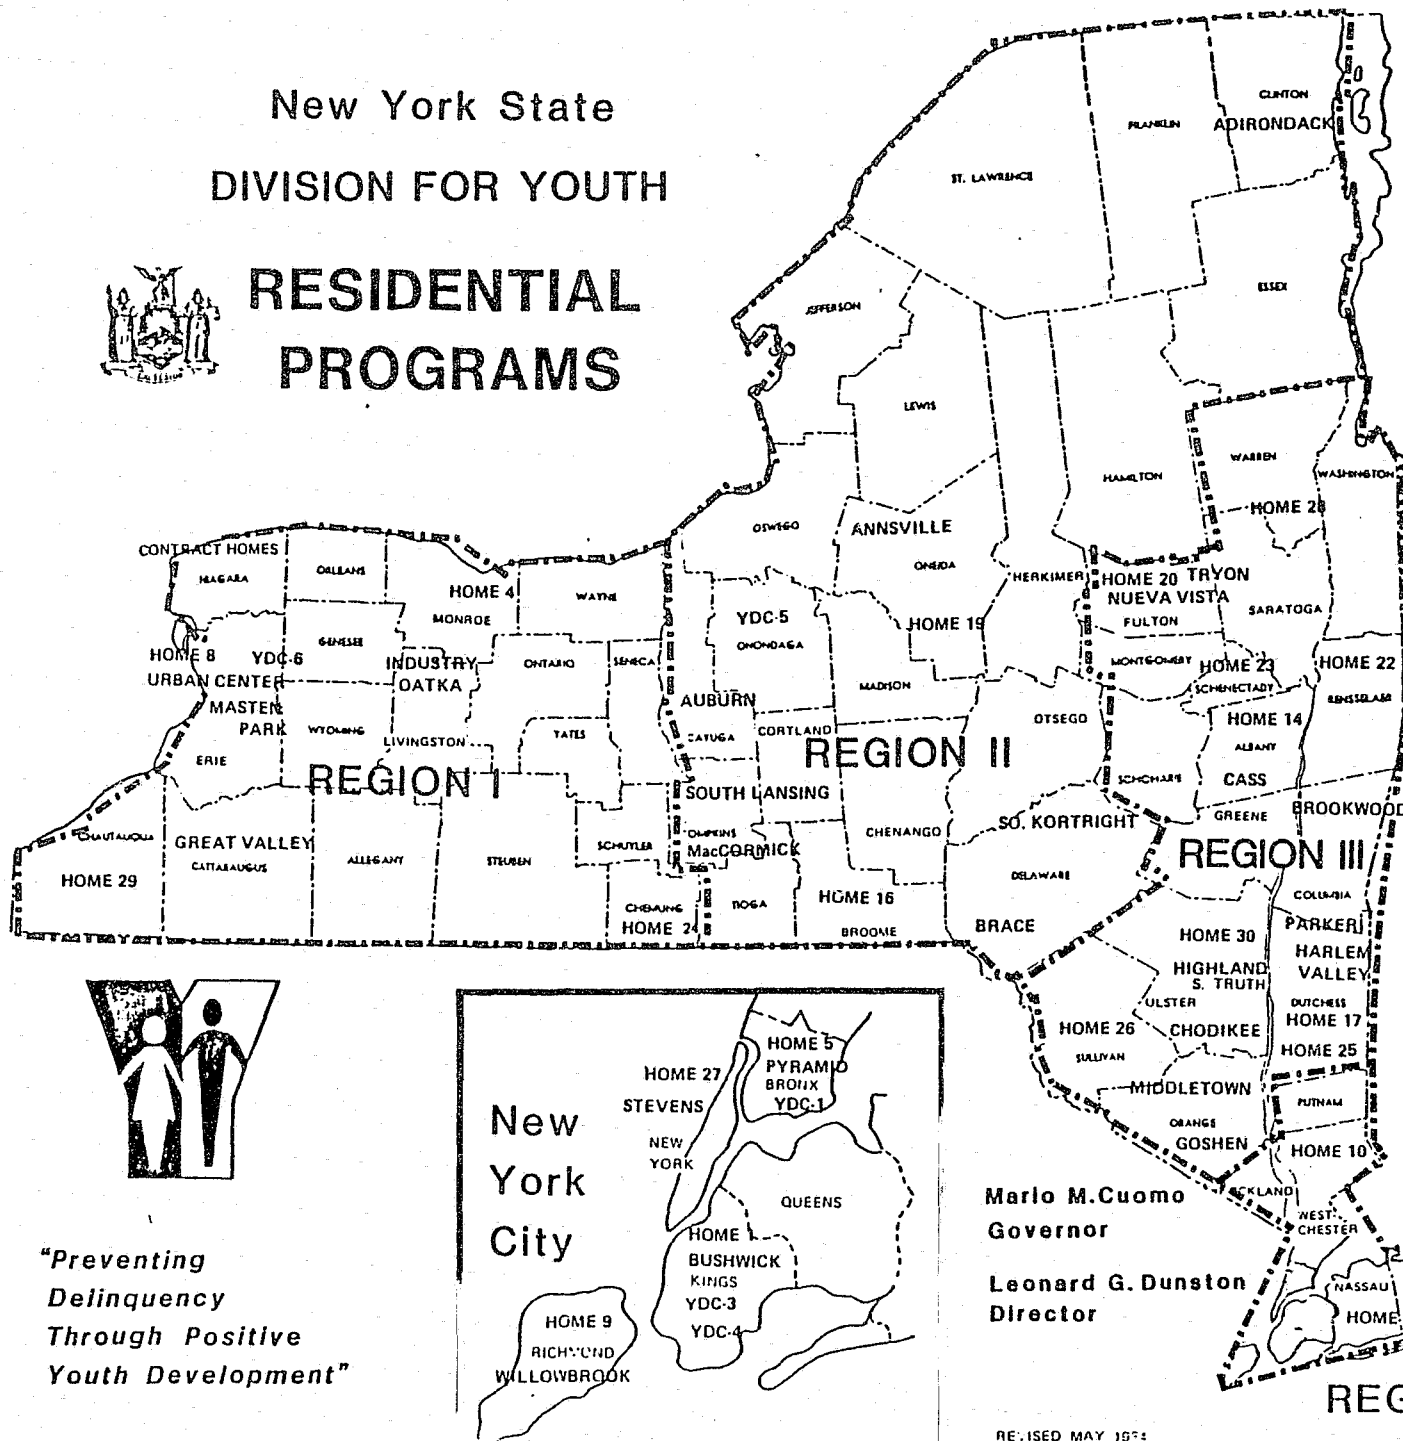 New York State
DIVISION FOR YOUTH
RESIDENTIAL
PROGRAMS
CLINTON
FRANKLIN
ADIRONDACK
ST. LAWRENCE
ESSEX
JEFFERSON
LEWIS
HAMILTON
WARREN
WASHINGTON
HOME 28
OSWEGO
ANNSVILLE
ONEIDA
HERKIMER
HOME 20
TRYON
NUEVA VISTA
FULTON
SARATOGA
CONTRACT HOMES
NIAGARA
ORLEANS
HOME 4
MONROE
WAYNE
GENESEE
HOME 8
YDC-6
URBAN CENTER
MASTEN
PARK
ERIE
INDUSTRY
OATKA
ONTARIO
SENECA
WYOMING
LIVINGSTON
YATES
REGION I
YDC-5
ONONDAGA
HOME 19
MADISON
AUBURN
CAYUGA
CORTLAND
OTSEGO
REGION II
MONTGOMERY
HOME 23
SCHENECTADY
HOME 22
RENSSELAER
HOME 14
ALBANY
CASS
SCHOHARIE
GREENE
BROOKWOOD
SOUTH LANSING
OMPKINS
MacCORMICK
CHENANGO
SO. KORTRIGHT
REGION III
CHAUTAUQUA
HOME 29
GREAT VALLEY
CATTARAUGUS
ALLEGANY
STEUBEN
SCHUYLER
CHEMUNG
HOME 24
TIOGA
HOME 16
BROOME
DELAWARE
BRACE
COLUMBIA
PARKER
HOME 30
HARLEM
VALLEY
HIGHLAND
S. TRUTH
ULSTER
DUTCHESS
HOME 17
HOME 26
CHODIKEE
SULLIVAN
HOME 25
MIDDLETOWN
PUTNAM
ORANGE
GOSHEN
HOME 10
CKLAND
WEST
CHESTER
NASSAU
HOME
REG
New
York
City
HOME 5
PYRAMID
BRONX
YDC-1
HOME 27
STEVENS
NEW
YORK
QUEENS
HOME 1
BUSHWICK
KINGS
YDC-3
YDC-4
HOME 9
RICHMOND
WILLOWBROOK
Mario M.Cuomo
Governor
Leonard G. Dunston
Director
"Preventing
Delinquency
Through Positive
Youth Development"
REVISED MAY